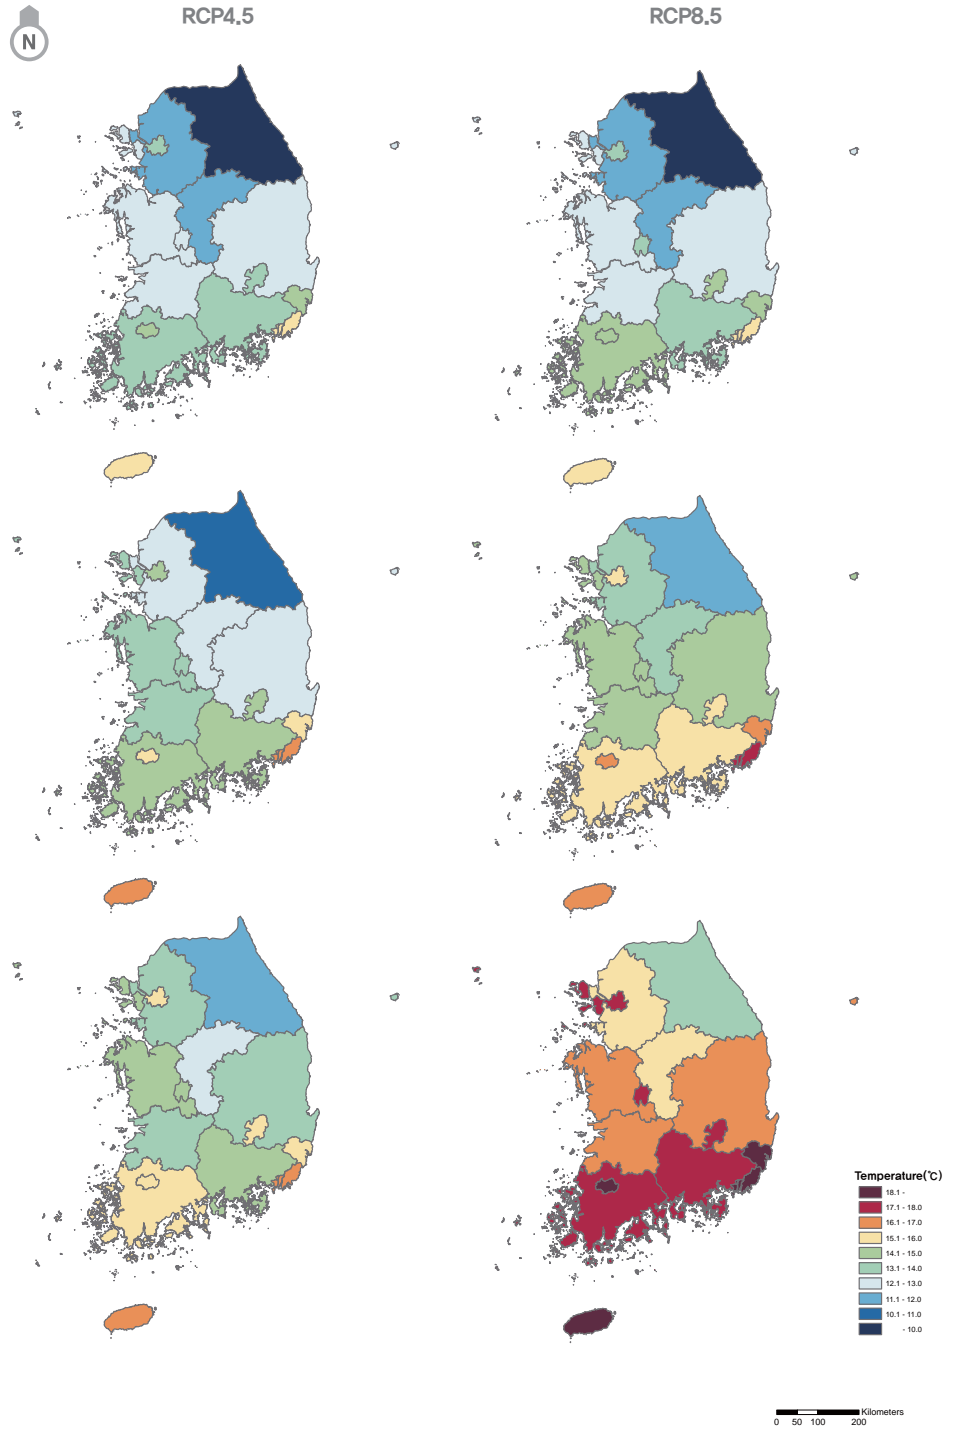 RCP4.5
RCP8.5
N
Temperature(℃)
18.1 -
17.1 - 18.0
16.1 - 17.0
15.1 - 16.0
14.1 - 15.0
13.1 - 14.0
12.1 - 13.0
11.1 - 12.0
10.1 - 11.0
- 10.0
Kilometers
0 50 100 200